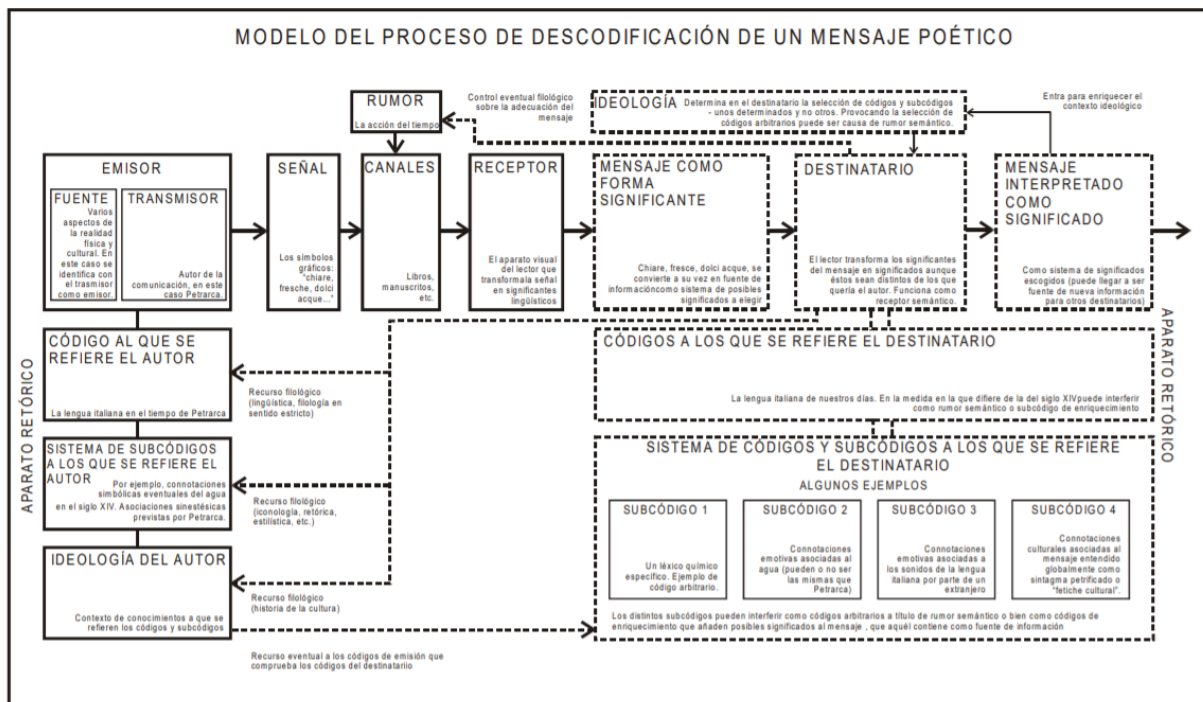 MODELO DEL PROCESO DE DESCODIFICACIÓN DE UN MENSAJE POÉTICO
RUMOR
La acción del tiempo
Control eventual filológico
sobre la adecuación del
mensaje
IDEOLOGÍA Determina en el destinatario la selección de códigos y subcódigos
- unos determinados y no otros. Provocando la selección de
códigos arbitrarios puede ser causa de rumor semántico.
Entra para enriquecer el
contexto ideológico
EMISOR
FUENTE
Varios
aspectos de
la realidad
física y
cultural. En
este caso se
identifica con
el trasmisor
como emisor.
TRANSMISOR
Autor de la
comunicación, en este
caso Petrarca.
SEÑAL
Los símbolos
gráficos:
"chiare,
fresche, dolci
acque..."
CANALES
Libros,
manuscritos,
etc.
RECEPTOR
El aparato visual
del lector que
transformala señal
en significantes
lingüísticos
MENSAJE COMO
FORMA
SIGNIFICANTE
Chiare, fresce, dolci acque, se
convierte a su vez en fuente de
informacióncomo sistema de posibles
significados a elegir
DESTINATARIO
El lector transforma los significantes
del mensaje en significados aunque
éstos sean distintos de los que
quería el autor. Funciona como
receptor semántico.
MENSAJE
INTERPRETADO
COMO
SIGNIFICADO
Como sistema de significados
escogidos (puede llegar a ser
fuente de nueva información
para otros destinatarios)
APARATO RETÓRICO
CÓDIGO AL QUE SE
REFIERE EL AUTOR
La lengua italiana en el tiempo de Petrarca
Recurso filológico
(lingüística, filología en
sentido estricto)
CÓDIGOS A LOS QUE SE REFIERE EL DESTINATARIO
La lengua italiana de nuestros días. En la medida en la que difiere de la del siglo XIVpuede interferir
como rumor semántico o subcódigo de enriquecimiento
APARATO RETÓRICO
SISTEMA DE SUBCÓDIGOS
A LOS QUE SE REFIERE EL
AUTOR
Por ejemplo, connotaciones
simbólicas eventuales del agua
en el siglo XIV. Asociaciones sinestésicas
previstas por Petrarca.
Recurso filológico
(iconología, retórica,
estilística, etc.)
SISTEMA DE CÓDIGOS Y SUBCÓDIGOS A LOS QUE SE REFIERE
EL DESTINATARIO
ALGUNOS EJEMPLOS
SUBCÓDIGO 1
Un léxico químico
específico. Ejemplo de
código arbitrario.
SUBCÓDIGO 2
Connotaciones
emotivas asociadas al
agua (pueden o no ser
las mismas que
Petrarca)
SUBCÓDIGO 3
Connotaciones
emotivas asociadas a
los sonidos de la lengua
italiana por parte de un
extranjero
SUBCÓDIGO 4
Connotaciones
culturales asociadas al
mensaje entendido
globalmente como
sintagma petrificado o
"fetiche cultural".
Los distintos subcódigos pueden interferir como códigos arbitrarios a título de rumor semántico o bien como códigos de
enriquecimiento que añaden posibles significados al mensaje , que aquél contiene como fuente de información
IDEOLOGÍA DEL AUTOR
Contexto de conocimientos a que se
refieren los códigos y subcódigos
Recurso filológico
(historia de la cultura)
Recurso eventual a los códigos de emisión que
comprueba los códigos del destinatariio